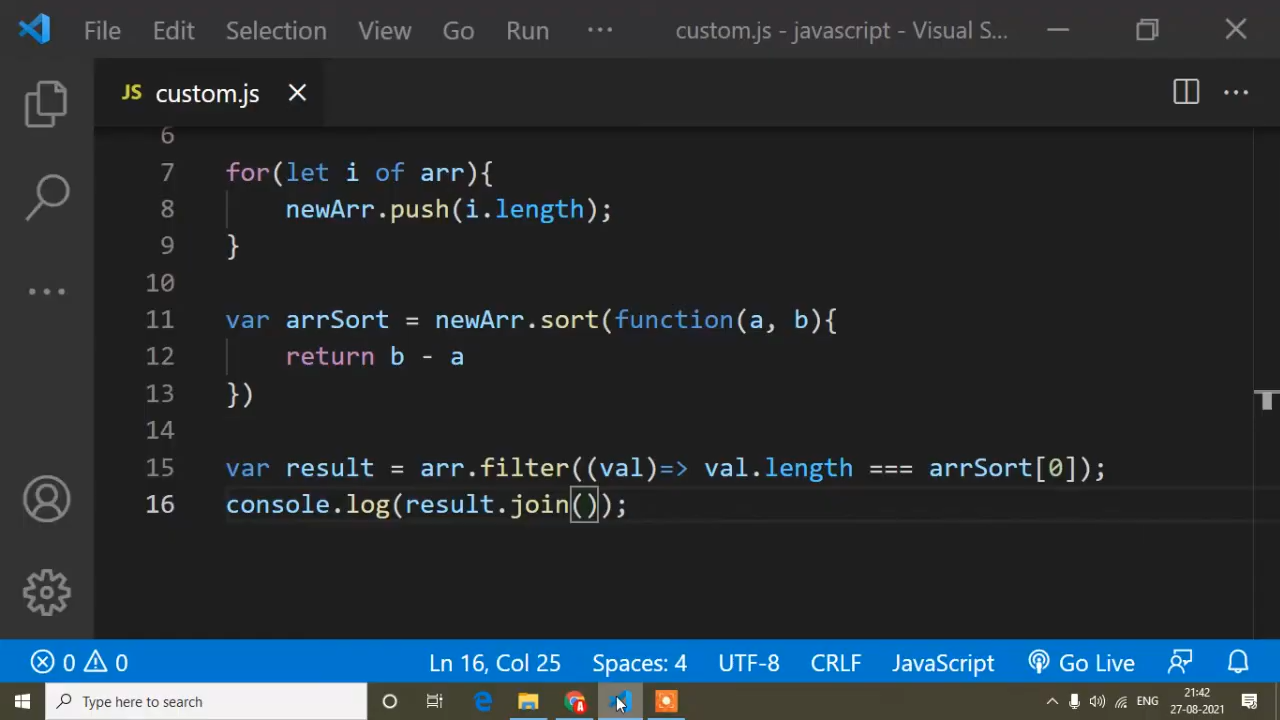 File Edit Selection View Go Run ··· custom.js - javascript - Visual S...
JS custom.js
6
7 for(let i of arr){
8 newArr.push(i.length);
9 }
10
11 var arrSort = newArr.sort(function(a, b){
12 return b - a
13 })
14
15 var result = arr.filter((val)=> val.length === arrSort[0]);
16 console.log(result.join());
0 0 Ln 16, Col 25 Spaces: 4 UTF-8 CRLF JavaScript Go Live
Type here to search ENG 21:42
27-08-2021